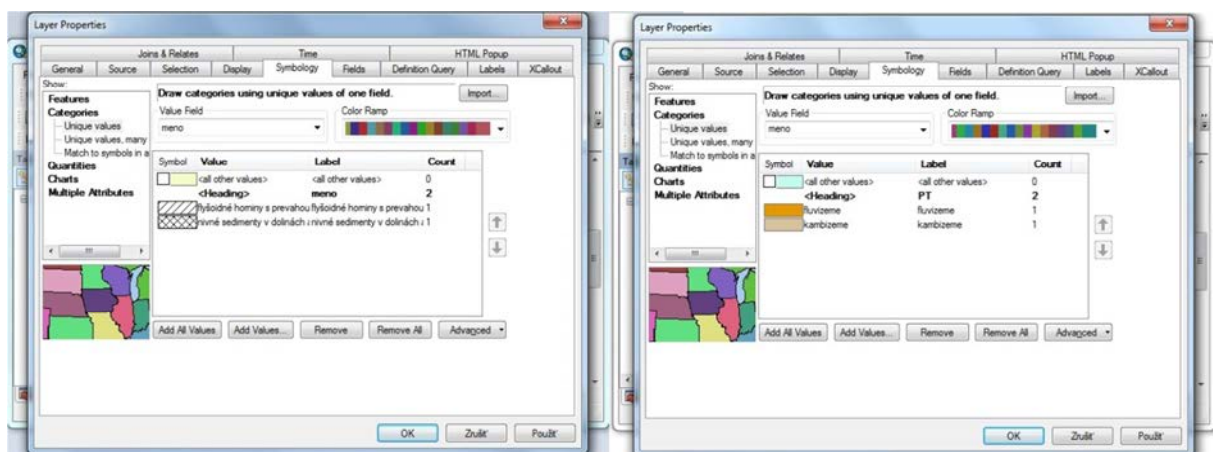 Layer Properties
Joins & Relates Time HTML Popup
General Source Selection Display Symbology Fields Definition Query Labels XCallout
Show:
Features
Categories
Unique values
Unique values, many
Match to symbols in a
Quantities
Charts
Multiple Attributes
Draw categories using unique values of one field.
Import...
Value Field
meno
Color Ramp
Symbol Value Label Count
<all other values> <all other values> 0
<Heading> meno 2
flyšoidné horniny s prevahou flyšoidné horniny s prevahou 1
nivné sedimenty v dolinách nivné sedimenty v dolinách 1
Add All Values Add Values... Remove Remove All Advanced
OK Zrušiť Použiť
Layer Properties
Joins & Relates Time HTML Popup
General Source Selection Display Symbology Fields Definition Query Labels XCallout
Show:
Features
Categories
Unique values
Unique values, many
Match to symbols in a
Quantities
Charts
Multiple Attributes
Draw categories using unique values of one field.
Import...
Value Field
meno
Color Ramp
Symbol Value Label Count
<all other values> <all other values> 0
<Heading> PT 2
fluvizeme fluvizeme 1
kambizeme kambizeme 1
Add All Values Add Values... Remove Remove All Advanced
OK Zrušiť Použiť